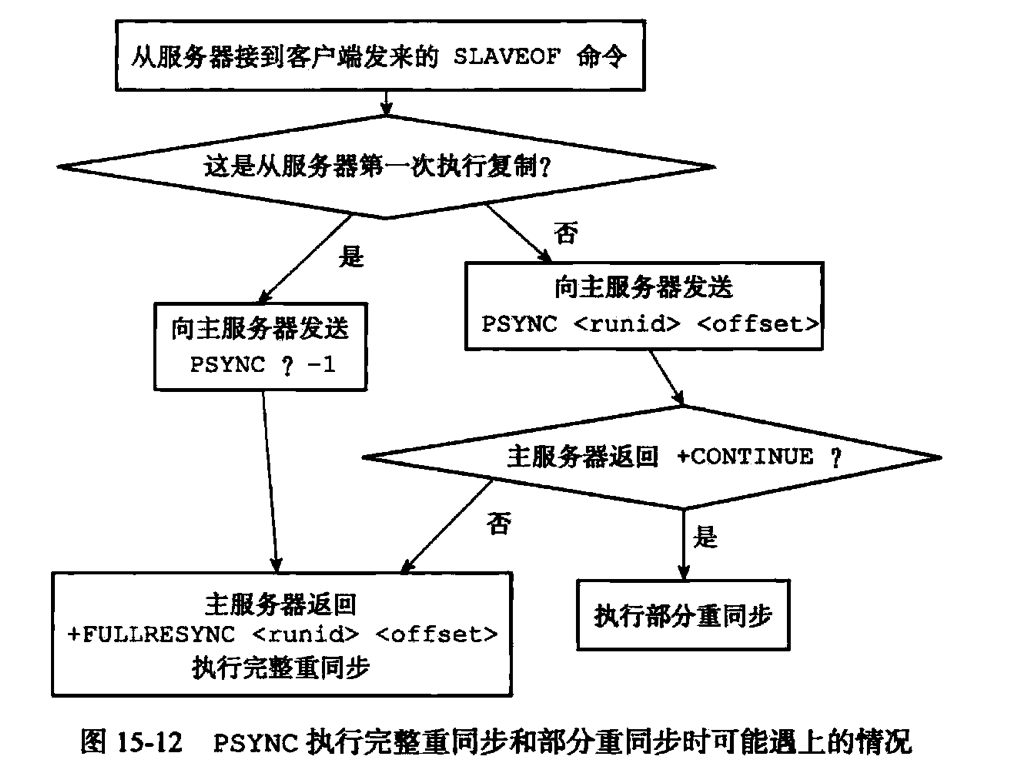 从服务器接到客户端发来的 SLAVEOF 命令
这是从服务器第一次执行复制?
是
否
向主服务器发送
PSYNC ? -1
向主服务器发送
PSYNC <runid> <offset>
主服务器返回 +CONTINUE ?
否
是
主服务器返回
+FULLRESYNC <runid> <offset>
执行完整重同步
执行部分重同步
图 15-12 PSYNC 执行完整重同步和部分重同步时可能遇上的情况